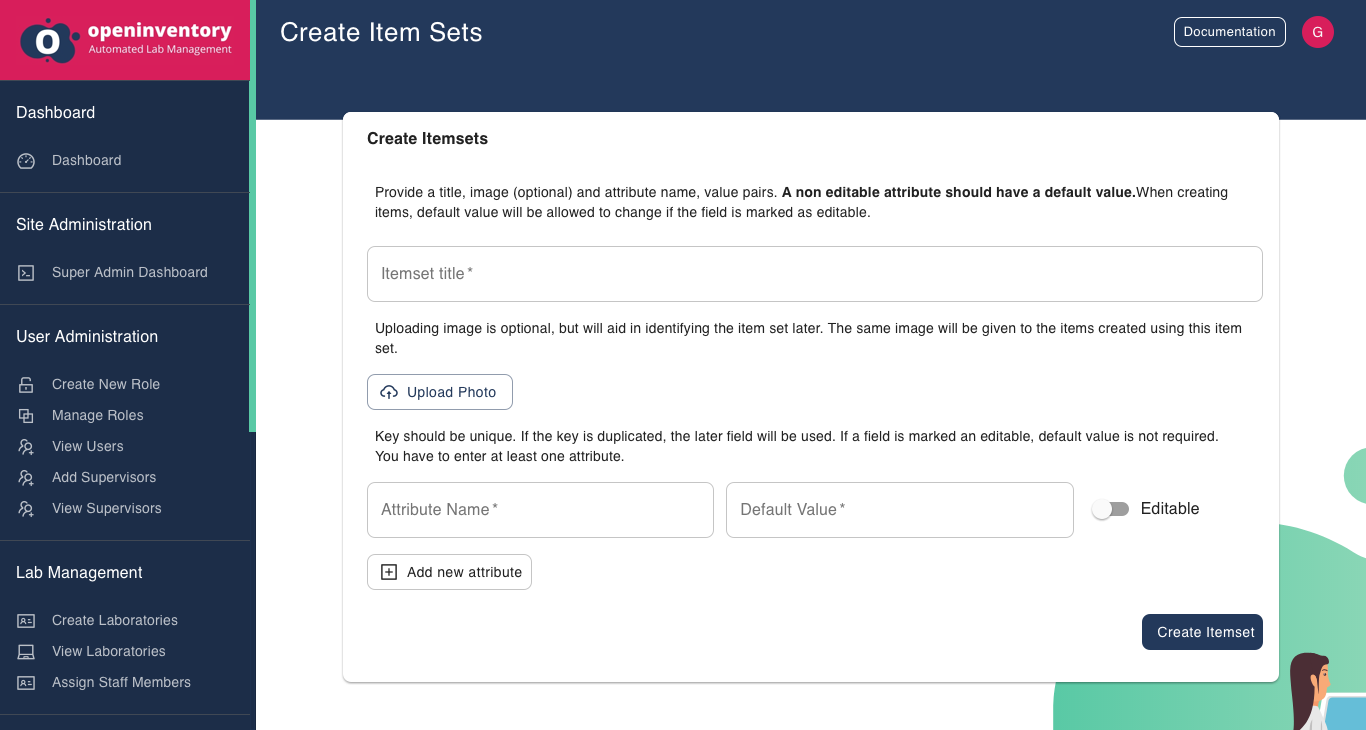 openinventory
Automated Lab Management
Create Item Sets
Documentation
G
Dashboard
Dashboard
Site Administration
Super Admin Dashboard
User Administration
Create New Role
Manage Roles
View Users
Add Supervisors
View Supervisors
Lab Management
Create Laboratories
View Laboratories
Assign Staff Members
Create Itemsets
Provide a title, image (optional) and attribute name, value pairs. A non editable attribute should have a default value.When creating
items, default value will be allowed to change if the field is marked as editable.
Itemset title *
Uploading image is optional, but will aid in identifying the item set later. The same image will be given to the items created using this item
set.
Upload Photo
Key should be unique. If the key is duplicated, the later field will be used. If a field is marked an editable, default value is not required.
You have to enter at least one attribute.
Attribute Name *
Default Value *
Editable
Add new attribute
Create Itemset